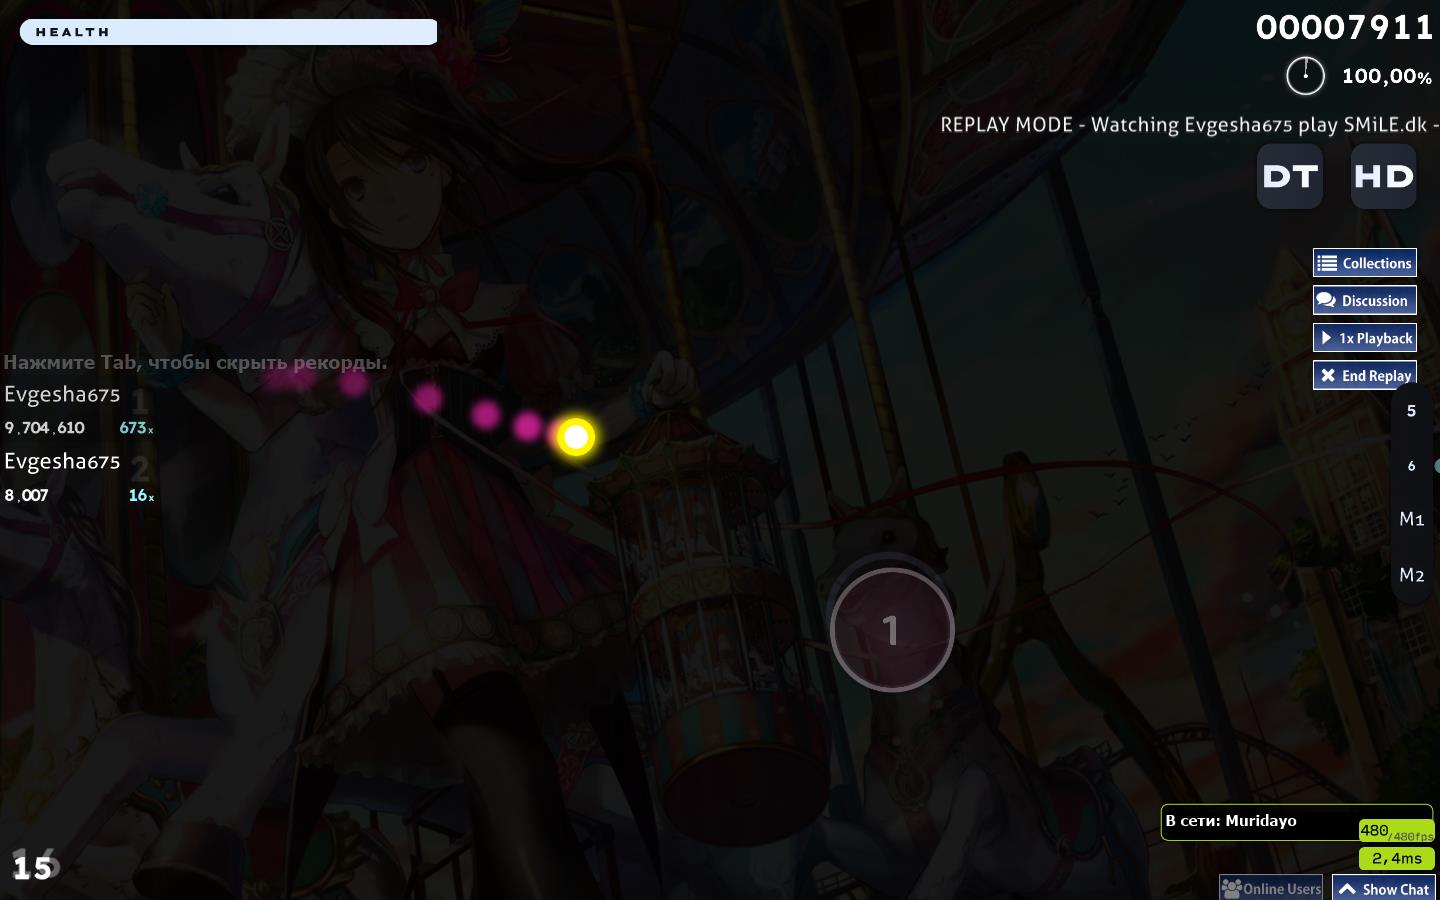 HEALTH
00007911
100,00%
REPLAY MODE - Watching Evgesha675 play SMiLE.dk -
DT HD
Collections
Discussion
1x Playback
End Replay
Нажмите Tab, чтобы скрыть рекорды.
Evgesha675
1
9,704,610 673x
Evgesha675
2
8,007 16x
5
6
M1
M2
1
В сети: Muridayo
480/480fps
2,4ms
16
15
Online Users
Show Chat